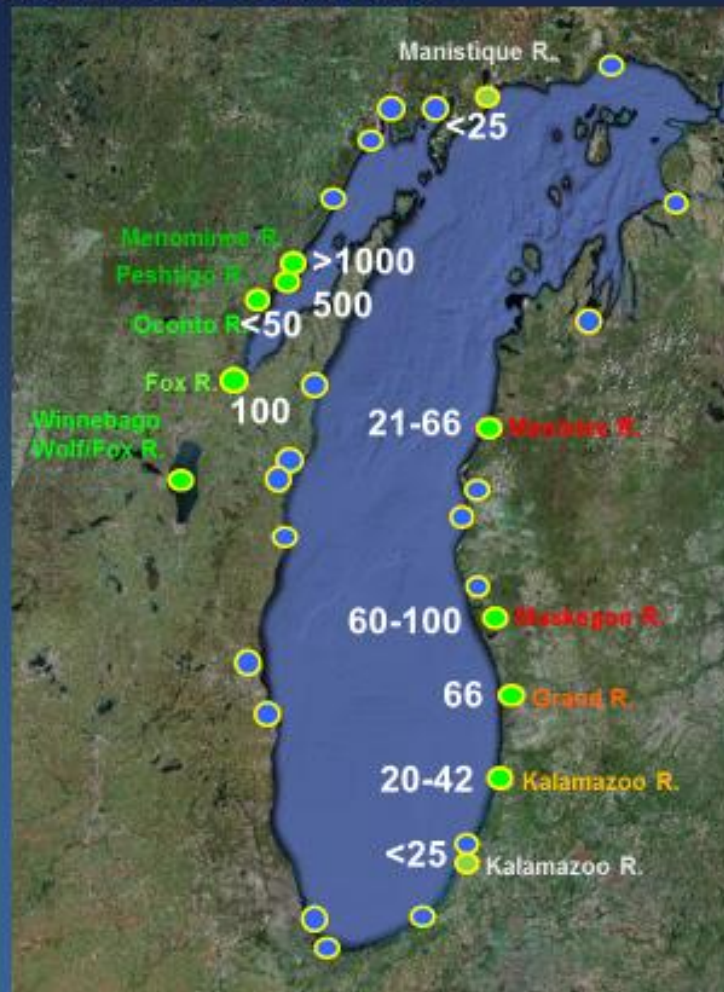 Manistique R.
<25
Menominee R.
>1000
Peshtigo R.
500
Oconto R.
<50
Fox R.
100
Winnebago
Wolf/Fox R.
21-66
Manistee R.
60-100
Muskegon R.
66
Grand R.
20-42
Kalamazoo R.
<25
Kalamazoo R.